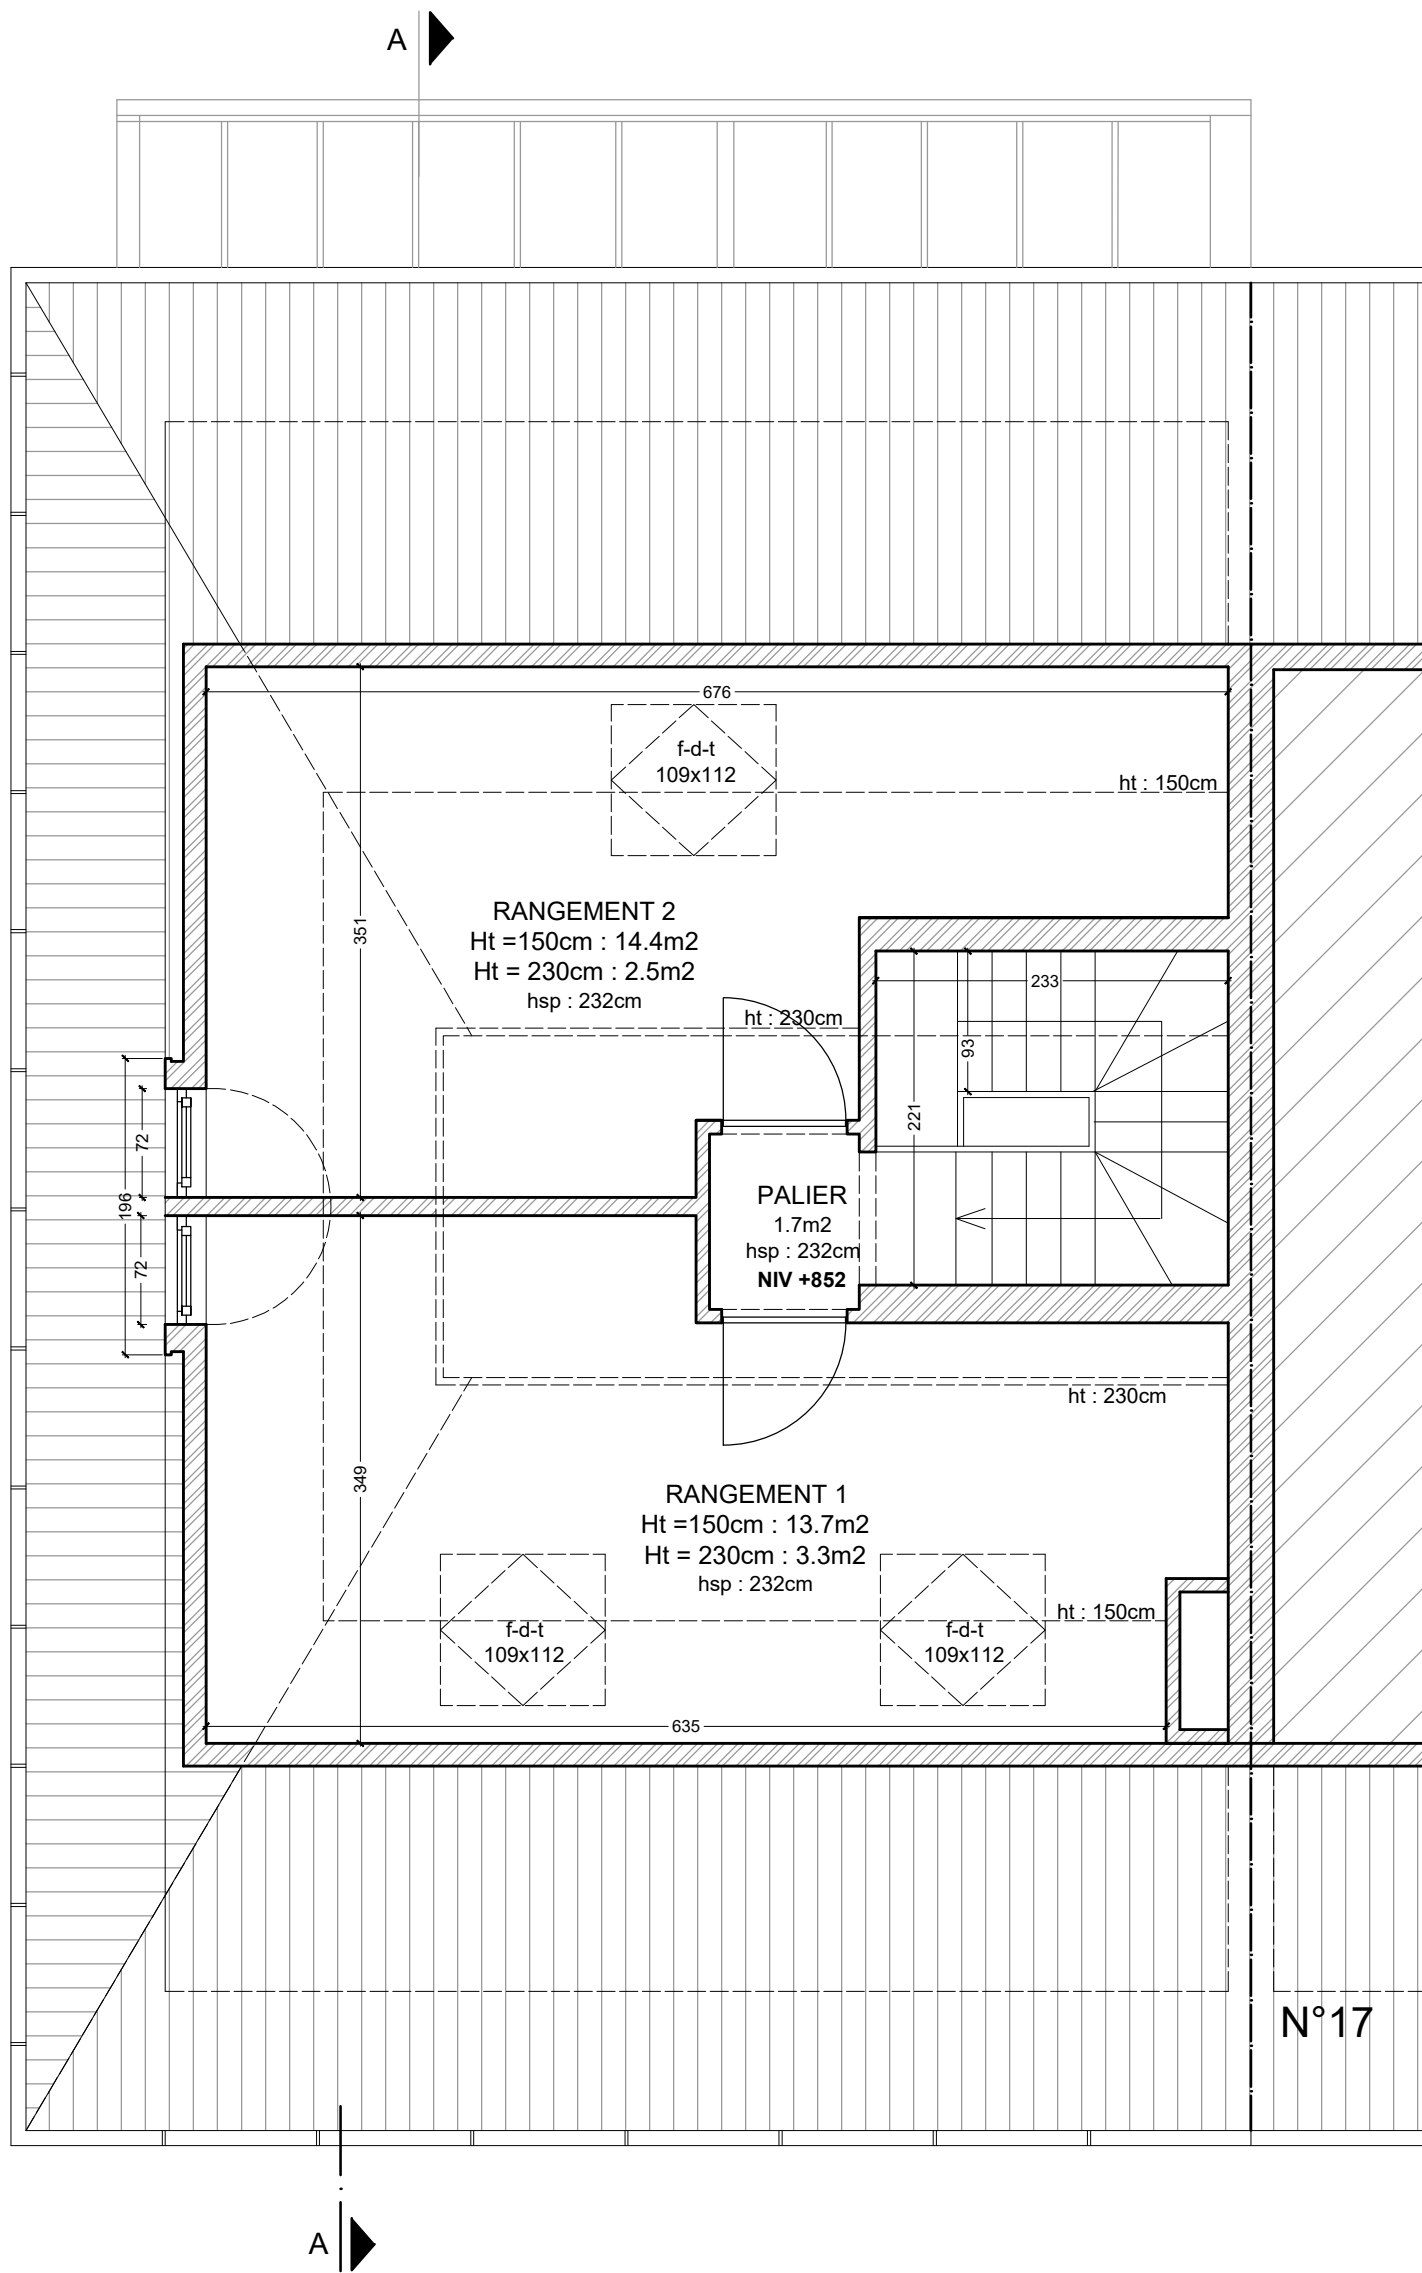 A
676
f-d-t
109x112
ht : 150cm
351
RANGEMENT 2
Ht =150cm : 14.4m2
Ht = 230cm : 2.5m2
hsp : 232cm
233
ht : 230cm
93
221
72
196
72
PALIER
1.7m2
hsp : 232cm
NIV +852
ht : 230cm
349
RANGEMENT 1
Ht =150cm : 13.7m2
Ht = 230cm : 3.3m2
hsp : 232cm
ht : 150cm
f-d-t
109x112
f-d-t
109x112
635
N°17
A